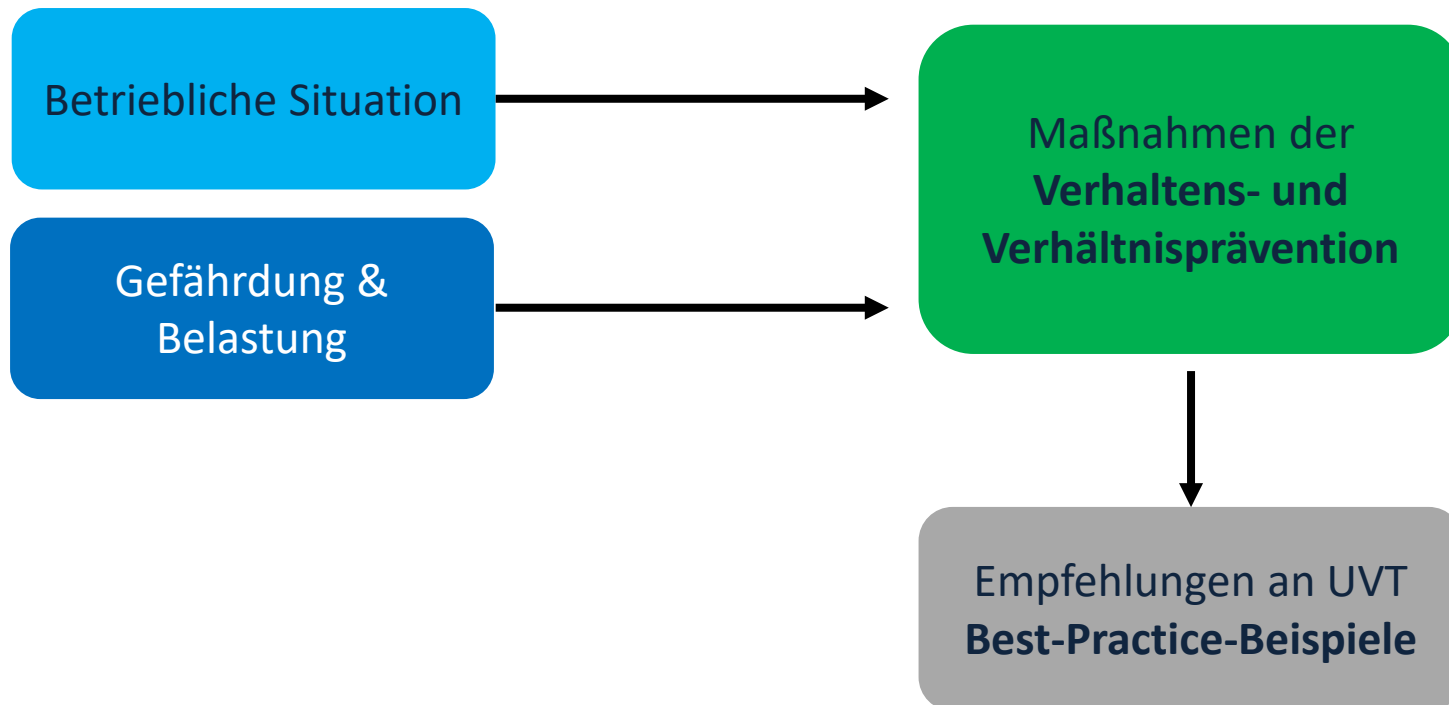 Betriebliche Situation
Maßnahmen der
Verhaltens- und
Verhältnisprävention
Gefährdung &
Belastung
Empfehlungen an UVT
Best-Practice-Beispiele